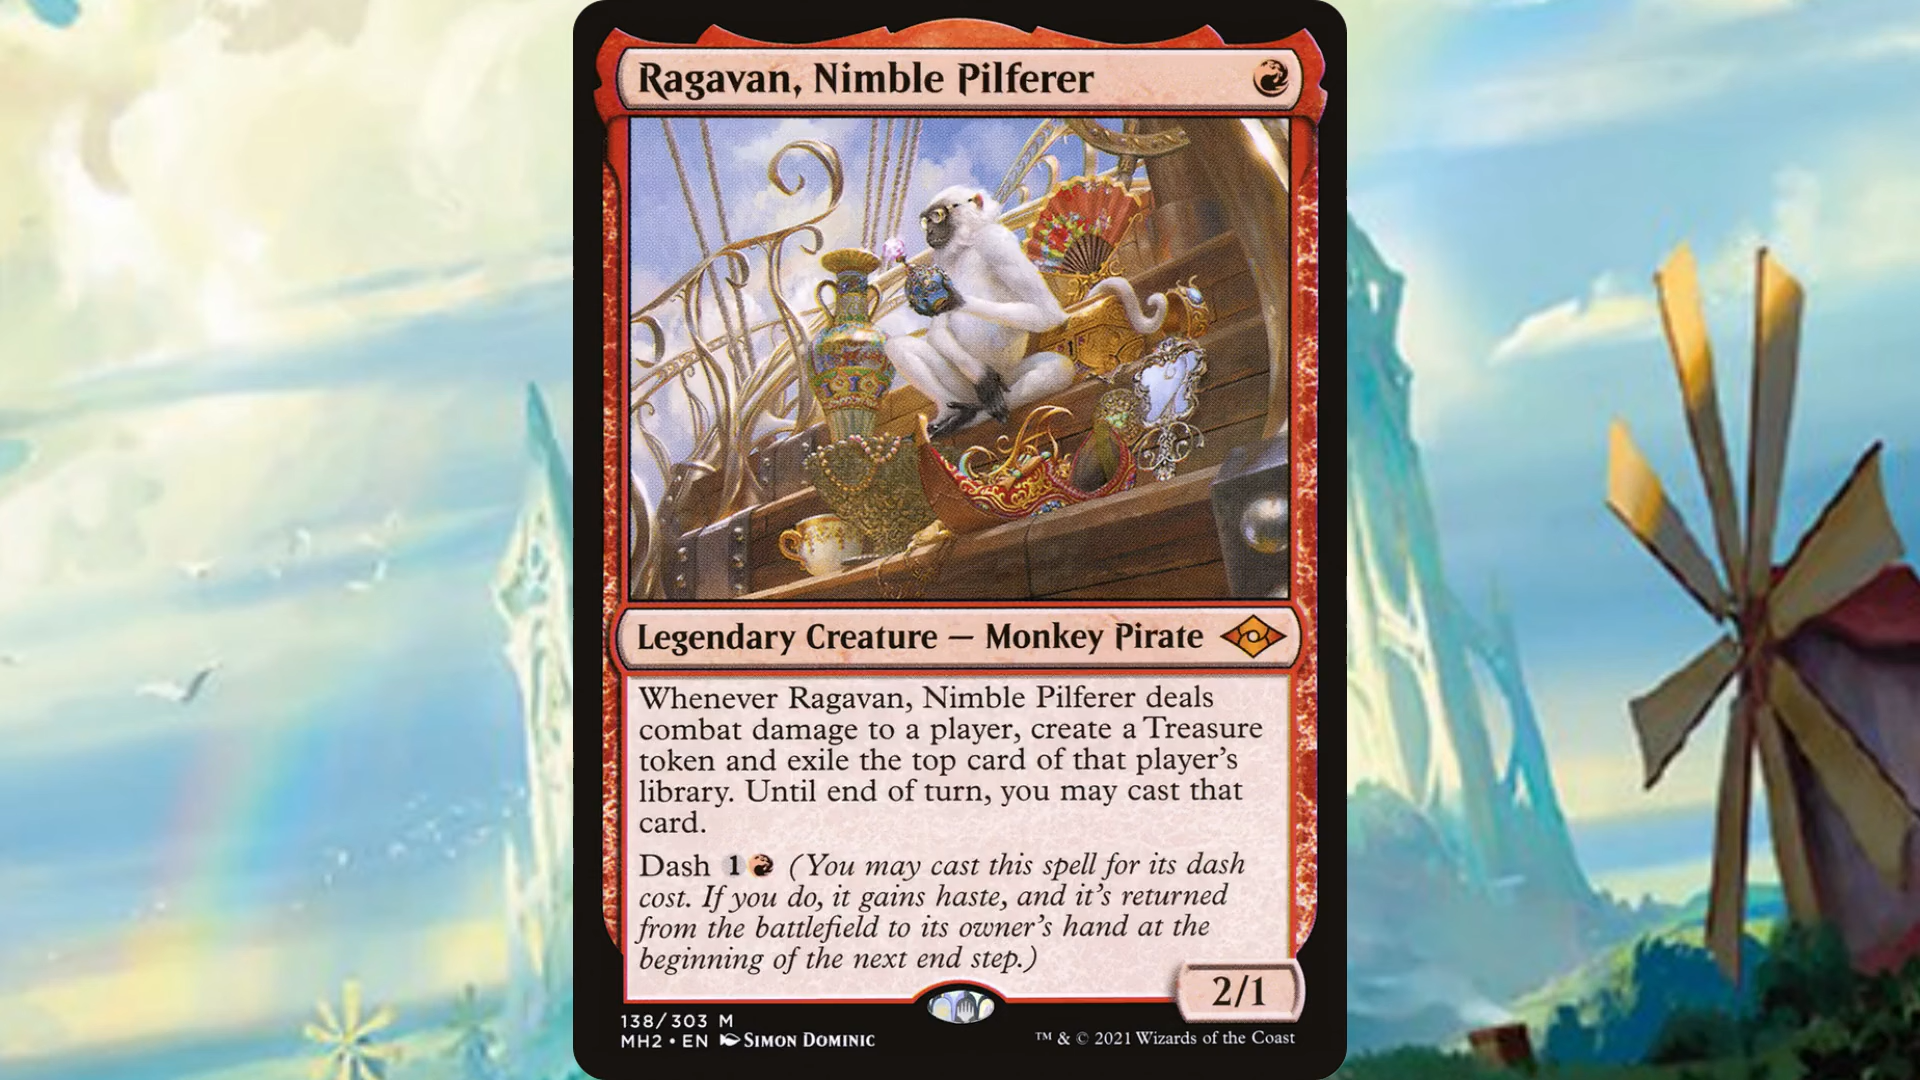 Ragavan, Nimble Pilferer
Legendary Creature — Monkey Pirate
Whenever Ragavan, Nimble Pilferer deals
combat damage to a player, create a Treasure
token and exile the top card of that player's
library. Until end of turn, you may cast that
card.
Dash 1 (You may cast this spell for its dash
cost. If you do, it gains haste, and it's returned
from the battlefield to its owner's hand at the
beginning of the next end step.)
2/1
138/303 M
MH2 • EN Simon Dominic
™ & © 2021 Wizards of the Coast